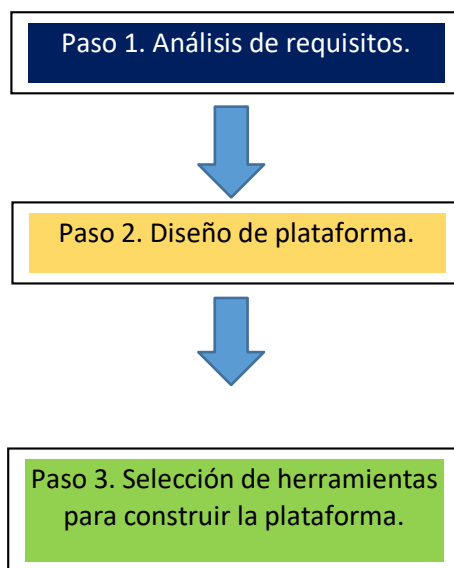 Paso 1. Análisis de requisitos.
Paso 2. Diseño de plataforma.
Paso 3. Selección de herramientas
para construir la plataforma.